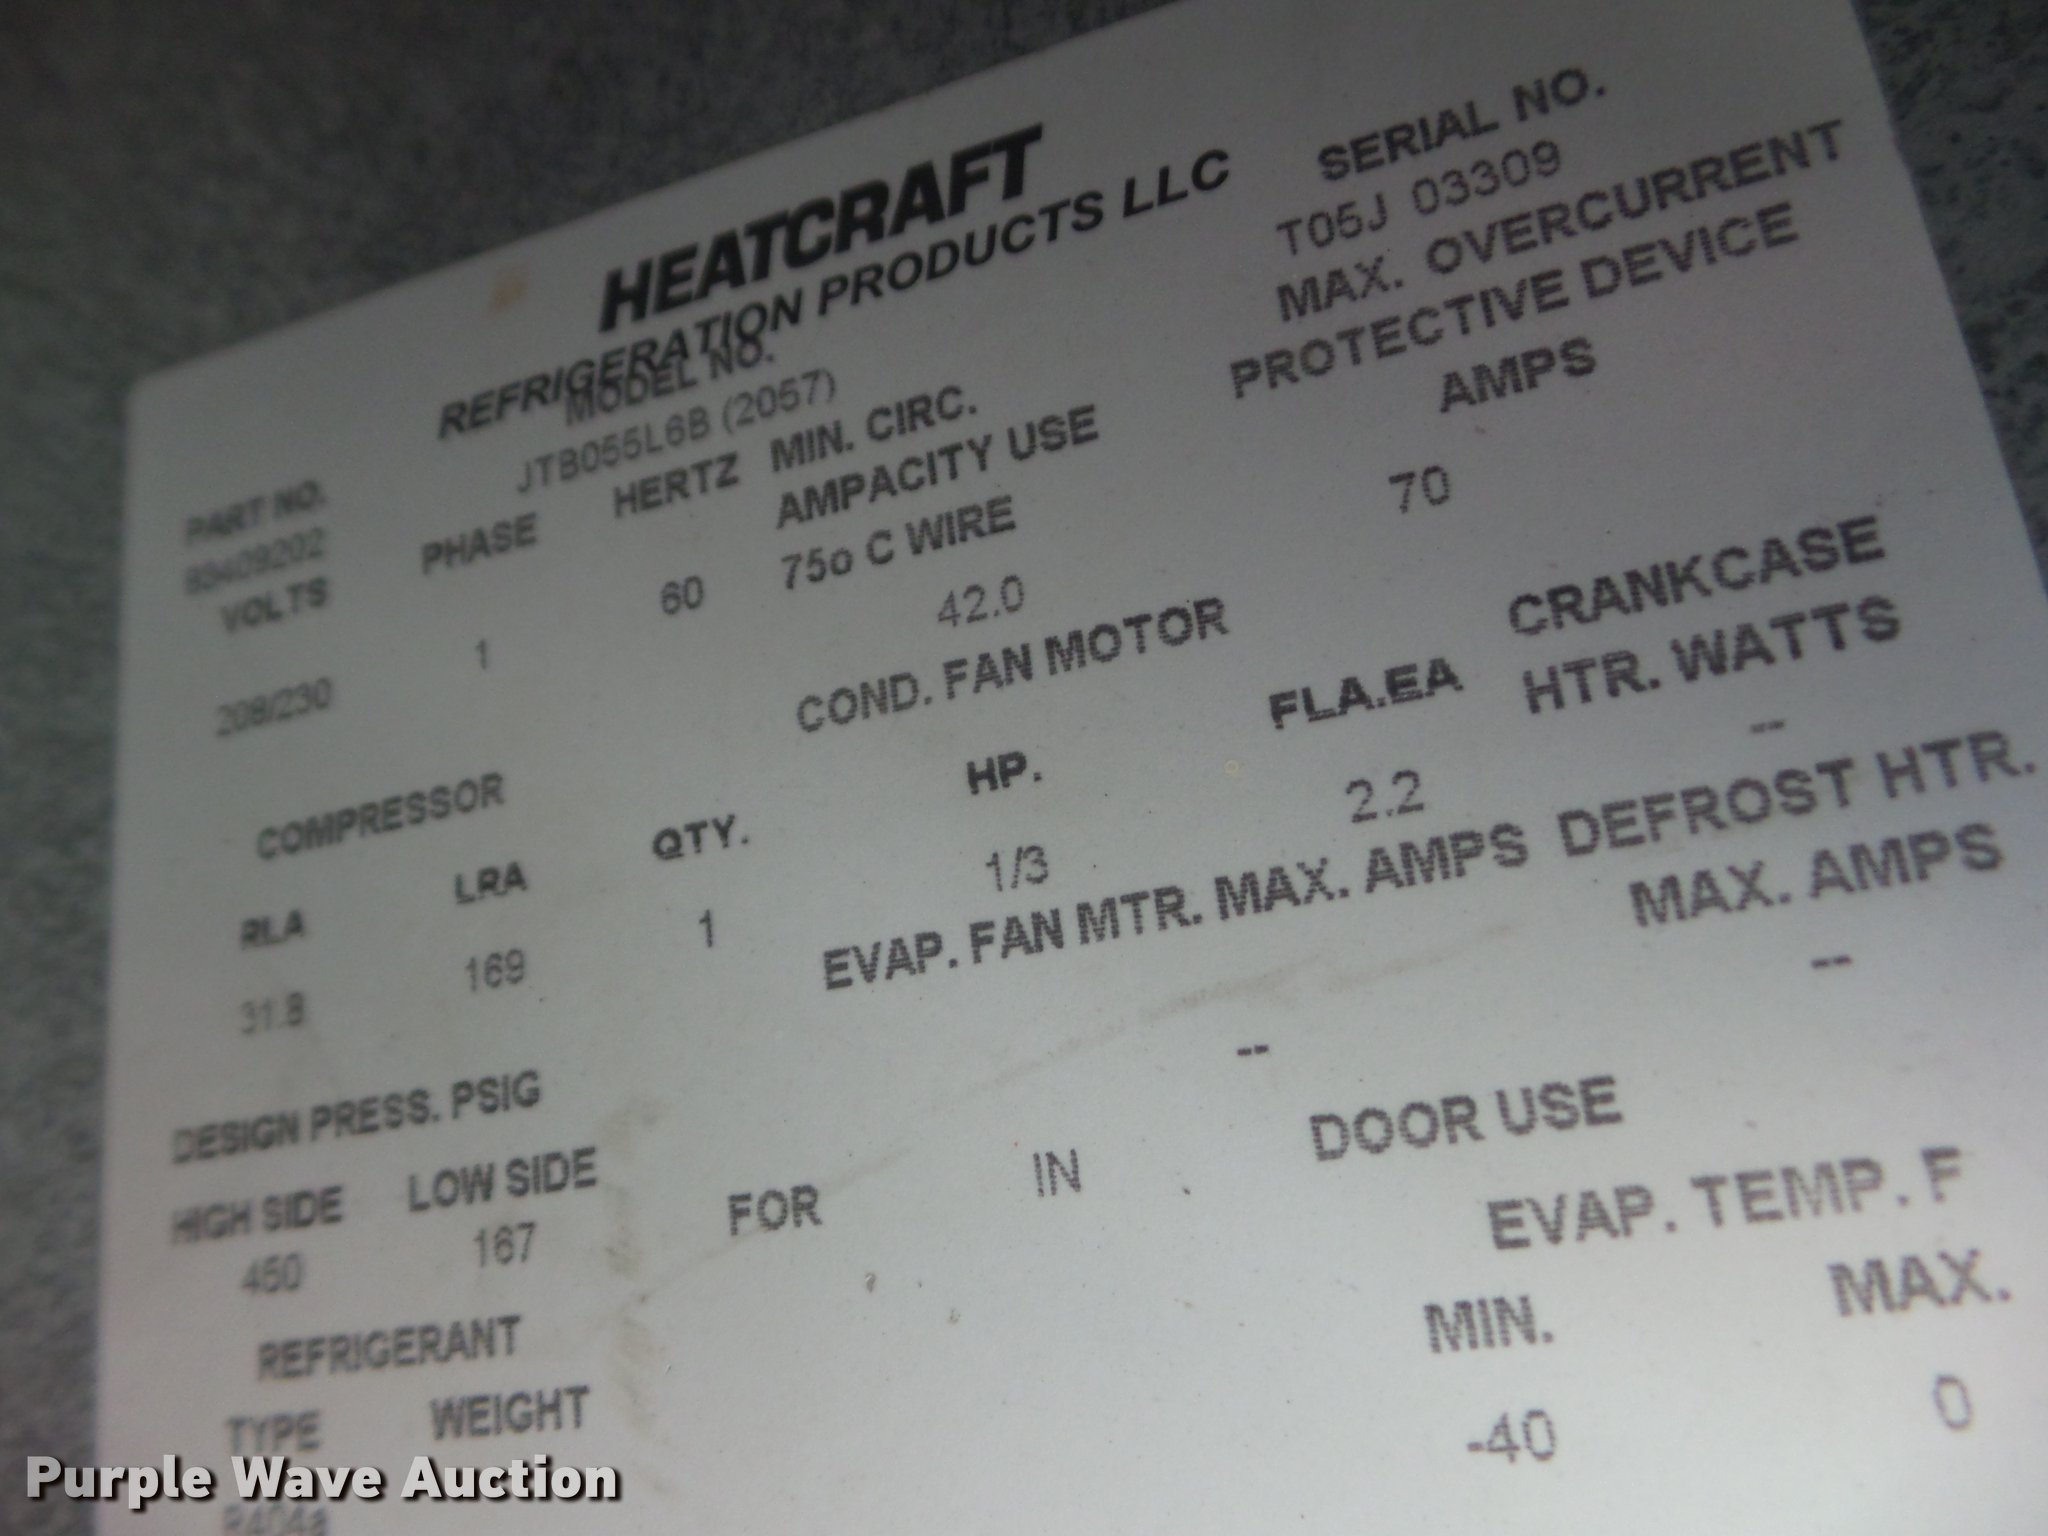 HEATCRAFT
REFRIGERATION PRODUCTS LLC
MODEL NO.
JTB055L6B (2057)
SERIAL NO.
T05J 03309
PART NO.
VOLTS
208/230
PHASE
1
HERTZ
60
MIN. CIRC.
AMPACITY USE
75o C WIRE
42.0
MAX. OVERCURRENT
PROTECTIVE DEVICE
AMPS
70
COMPRESSOR
RLA LRA QTY.
31.8 169 1
COND. FAN MOTOR
HP. FLA.EA
1/3 2.2
CRANKCASE
HTR. WATTS
--
EVAP. FAN MTR. MAX. AMPS
--
DEFROST HTR.
MAX. AMPS
--
DESIGN PRESS. PSIG
HIGH SIDE LOW SIDE
450 167
FOR IN DOOR USE
REFRIGERANT
TYPE WEIGHT
R404a
EVAP. TEMP. F
MIN. MAX.
-40 0
Purple Wave Auction